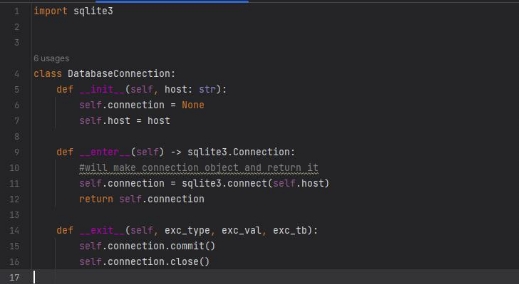 1 import sqlite3
2
3
6 usages
4 class DatabaseConnection:
5     def __init__(self, host: str):
6         self.connection = None
7         self.host = host
8
9     def __enter__(self) -> sqlite3.Connection:
10         #will make connection object and return it
11         self.connection = sqlite3.connect(self.host)
12         return self.connection
13
14     def __exit__(self, exc_type, exc_val, exc_tb):
15         self.connection.commit()
16         self.connection.close()
17